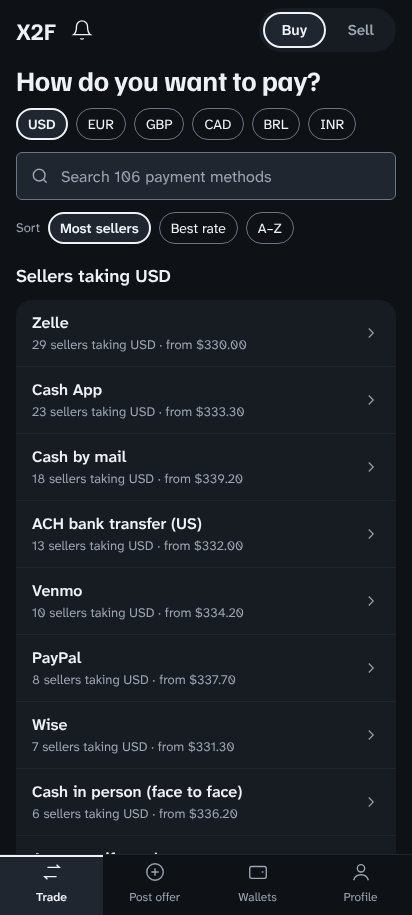 X2F
Buy
Sell
How do you want to pay?
USD
EUR
GBP
CAD
BRL
INR
Search 106 payment methods
Sort
Most sellers
Best rate
A–Z
Sellers taking USD
Zelle
29 sellers taking USD · from $330.00
Cash App
23 sellers taking USD · from $333.30
Cash by mail
18 sellers taking USD · from $339.20
ACH bank transfer (US)
13 sellers taking USD · from $332.00
Venmo
10 sellers taking USD · from $334.20
PayPal
8 sellers taking USD · from $337.70
Wise
7 sellers taking USD · from $331.30
Cash in person (face to face)
6 sellers taking USD · from $336.20
Trade
Post offer
Wallets
Profile